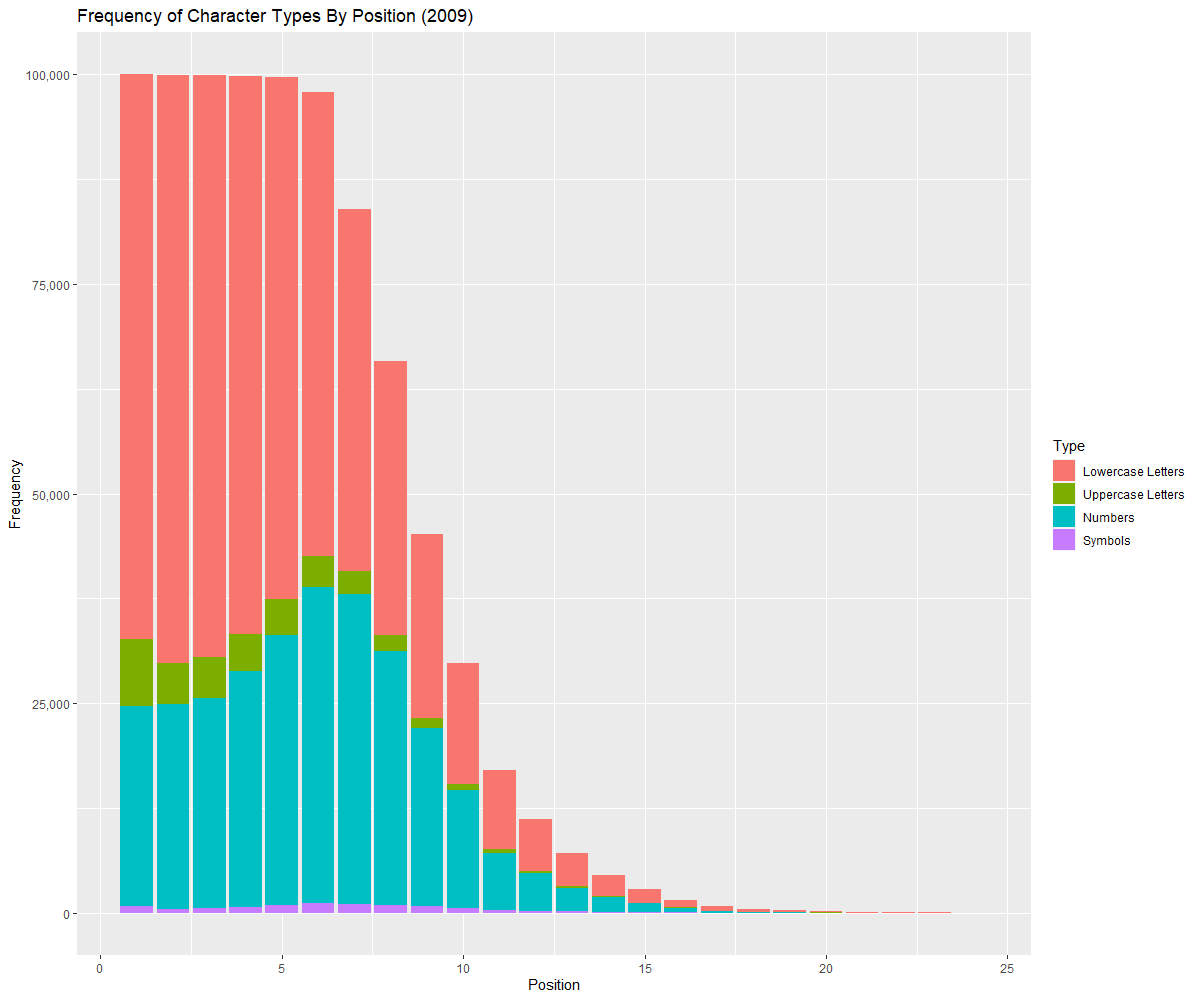 Frequency of Character Types By Position (2009)
100,000
75,000
50,000
25,000
0
Frequency
0 5 10 15 20 25
Position
Type
Lowercase Letters
Uppercase Letters
Numbers
Symbols